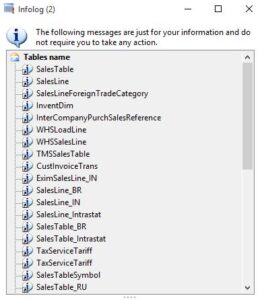 Infolog (2)
The following messages are just for your information and do
not require you to take any action.
Tables name
SalesTable
SalesLine
SalesLineForeignTradeCategory
InventDim
InterCompanyPurchSalesReference
WHSLoadLine
WHSSalesLine
TMSSalesTable
CustInvoiceTrans
EximSalesLine_IN
SalesLine_BR
SalesLine_IN
SalesLine_Intrastat
SalesTable_BR
SalesTable_Intrastat
TaxServiceTariff
TaxServiceTariff
SalesTableSymbol
SalesTable_RU